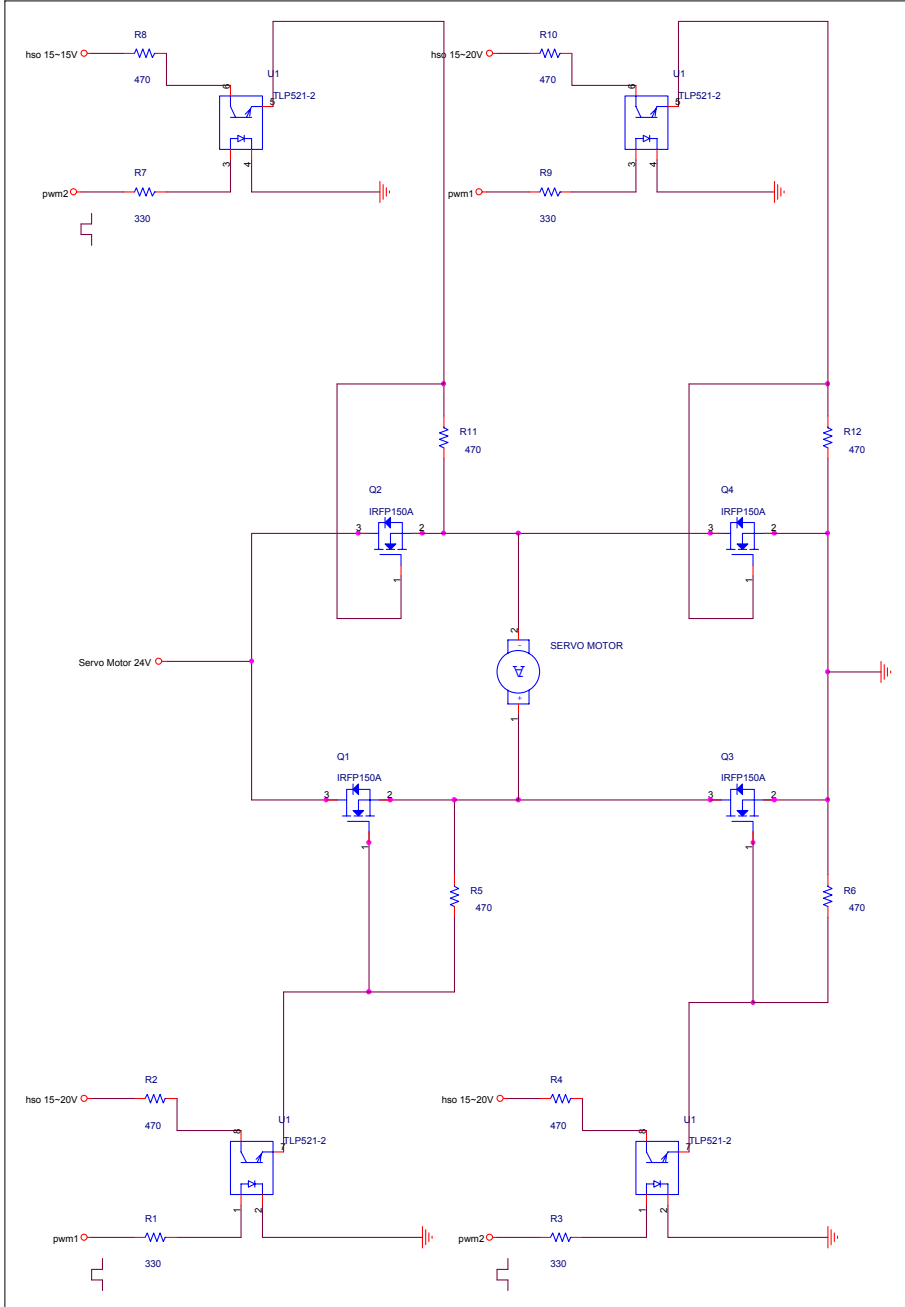 R8
hso 15~15V
470
U1
TLP521-2
6
5
3
4
R7
pwm2
330
R10
hso 15~20V
470
U1
TLP521-2
6
5
3
4
R9
pwm1
330
R11
470
R12
470
Q2
IRFP150A
3
2
1
Q4
IRFP150A
3
2
1
Servo Motor 24V
2
-
SERVO MOTOR
A
+
1
Q1
IRFP150A
3
2
1
Q3
IRFP150A
3
2
1
R5
470
R6
470
R2
hso 15~20V
470
U1
TLP521-2
8
7
1
2
R1
pwm1
330
R4
hso 15~20V
470
U1
TLP521-2
8
7
1
2
R3
pwm2
330